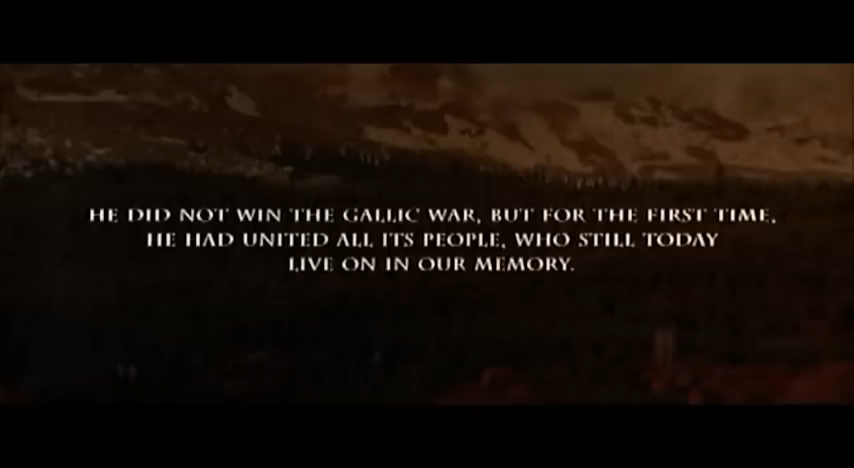 HE DID NOT WIN THE GALLIC WAR, BUT FOR THE FIRST TIME,
HE HAD UNITED ALL ITS PEOPLE, WHO STILL TODAY
LIVE ON IN OUR MEMORY.